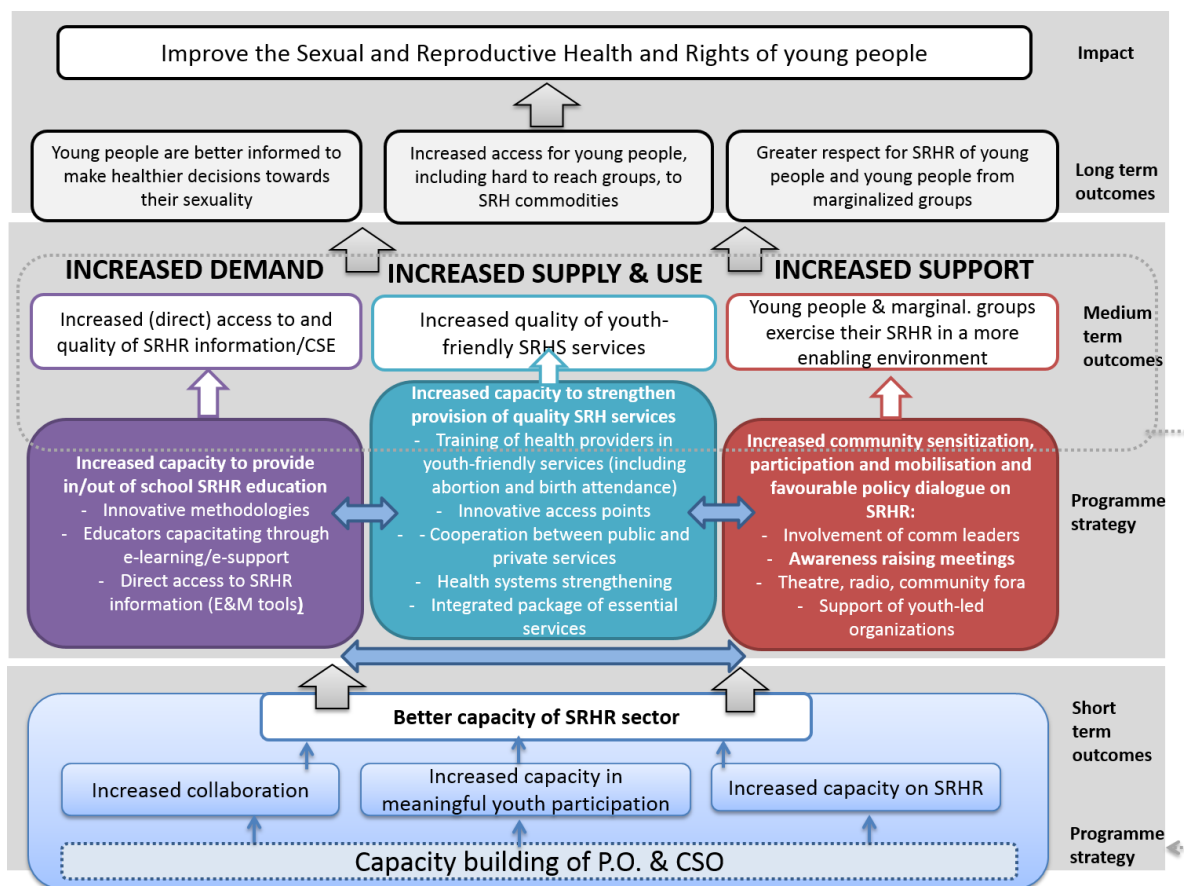 Improve the Sexual and Reproductive Health and Rights of young people
Impact
Young people are better informed to
make healthier decisions towards
their sexuality
Increased access for young people,
including hard to reach groups, to
SRH commodities
Greater respect for SRHR of young
people and young people from
marginalized groups
Long term
outcomes
INCREASED DEMAND
INCREASED SUPPLY & USE
INCREASED SUPPORT
Increased (direct) access to and
quality of SRHR information/CSE
Increased quality of youth-
friendly SRHS services
Young people & marginal. groups
exercise their SRHR in a more
enabling environment
Medium
term
outcomes
Increased capacity to provide
in/out of school SRHR education
- Innovative methodologies
- Educators capacitating through
e-learning/e-support
- Direct access to SRHR
information (E&M tools)
Increased capacity to strengthen
provision of quality SRH services
- Training of health providers in
youth-friendly services (including
abortion and birth attendance)
- Innovative access points
- - Cooperation between public and
private services
- Health systems strengthening
- Integrated package of essential
services
Increased community sensitization,
participation and mobilisation and
favourable policy dialogue on
SRHR:
- Involvement of comm leaders
- Awareness raising meetings
- Theatre, radio, community fora
- Support of youth-led
organizations
Programme
strategy
Better capacity of SRHR sector
Short
term
outcomes
Increased collaboration
Increased capacity in
meaningful youth participation
Increased capacity on SRHR
Capacity building of P.O. & CSO
Programme
strategy